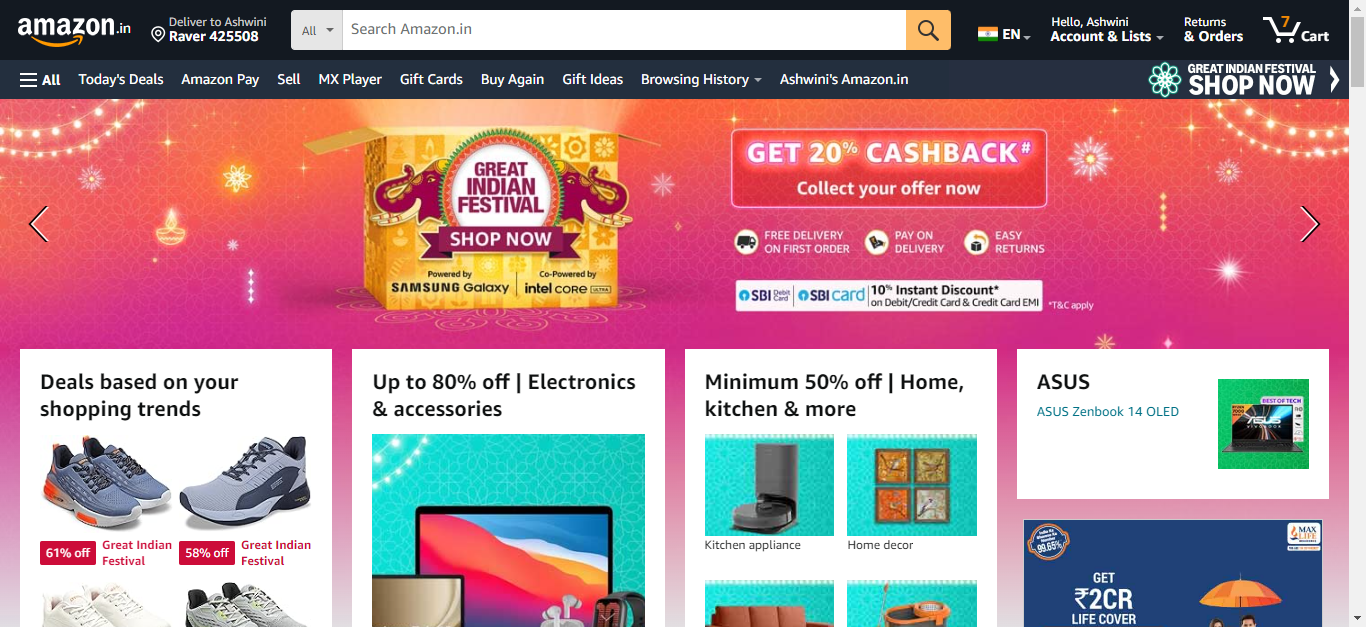 amazon.in
Deliver to Ashwini
Raver 425508
All
Search Amazon.in
EN
Hello, Ashwini
Account & Lists
Returns
& Orders
7
Cart
All
Today's Deals
Amazon Pay
Sell
MX Player
Gift Cards
Buy Again
Gift Ideas
Browsing History
Ashwini's Amazon.in
GREAT INDIAN FESTIVAL
SHOP NOW
GREAT
INDIAN
FESTIVAL
SHOP NOW
Powered by
SAMSUNG Galaxy
Co-Powered by
intel CORE ULTRA
GET 20% CASHBACK#
Collect your offer now
FREE DELIVERY
ON FIRST ORDER
PAY ON
DELIVERY
EASY
RETURNS
SBI Debit Card
SBI card
10% Instant Discount*
on Debit/Credit Card & Credit Card EMI
*T&C apply
Deals based on your
shopping trends
61% off
Great Indian
Festival
58% off
Great Indian
Festival
Up to 80% off | Electronics
& accessories
Minimum 50% off | Home,
kitchen & more
Kitchen appliance
Home decor
ASUS
ASUS Zenbook 14 OLED
BEST OF TECH
ASUS
VIVOBOOK
MAX
LIFE
99.65%
GET
₹2CR
LIFE COVER